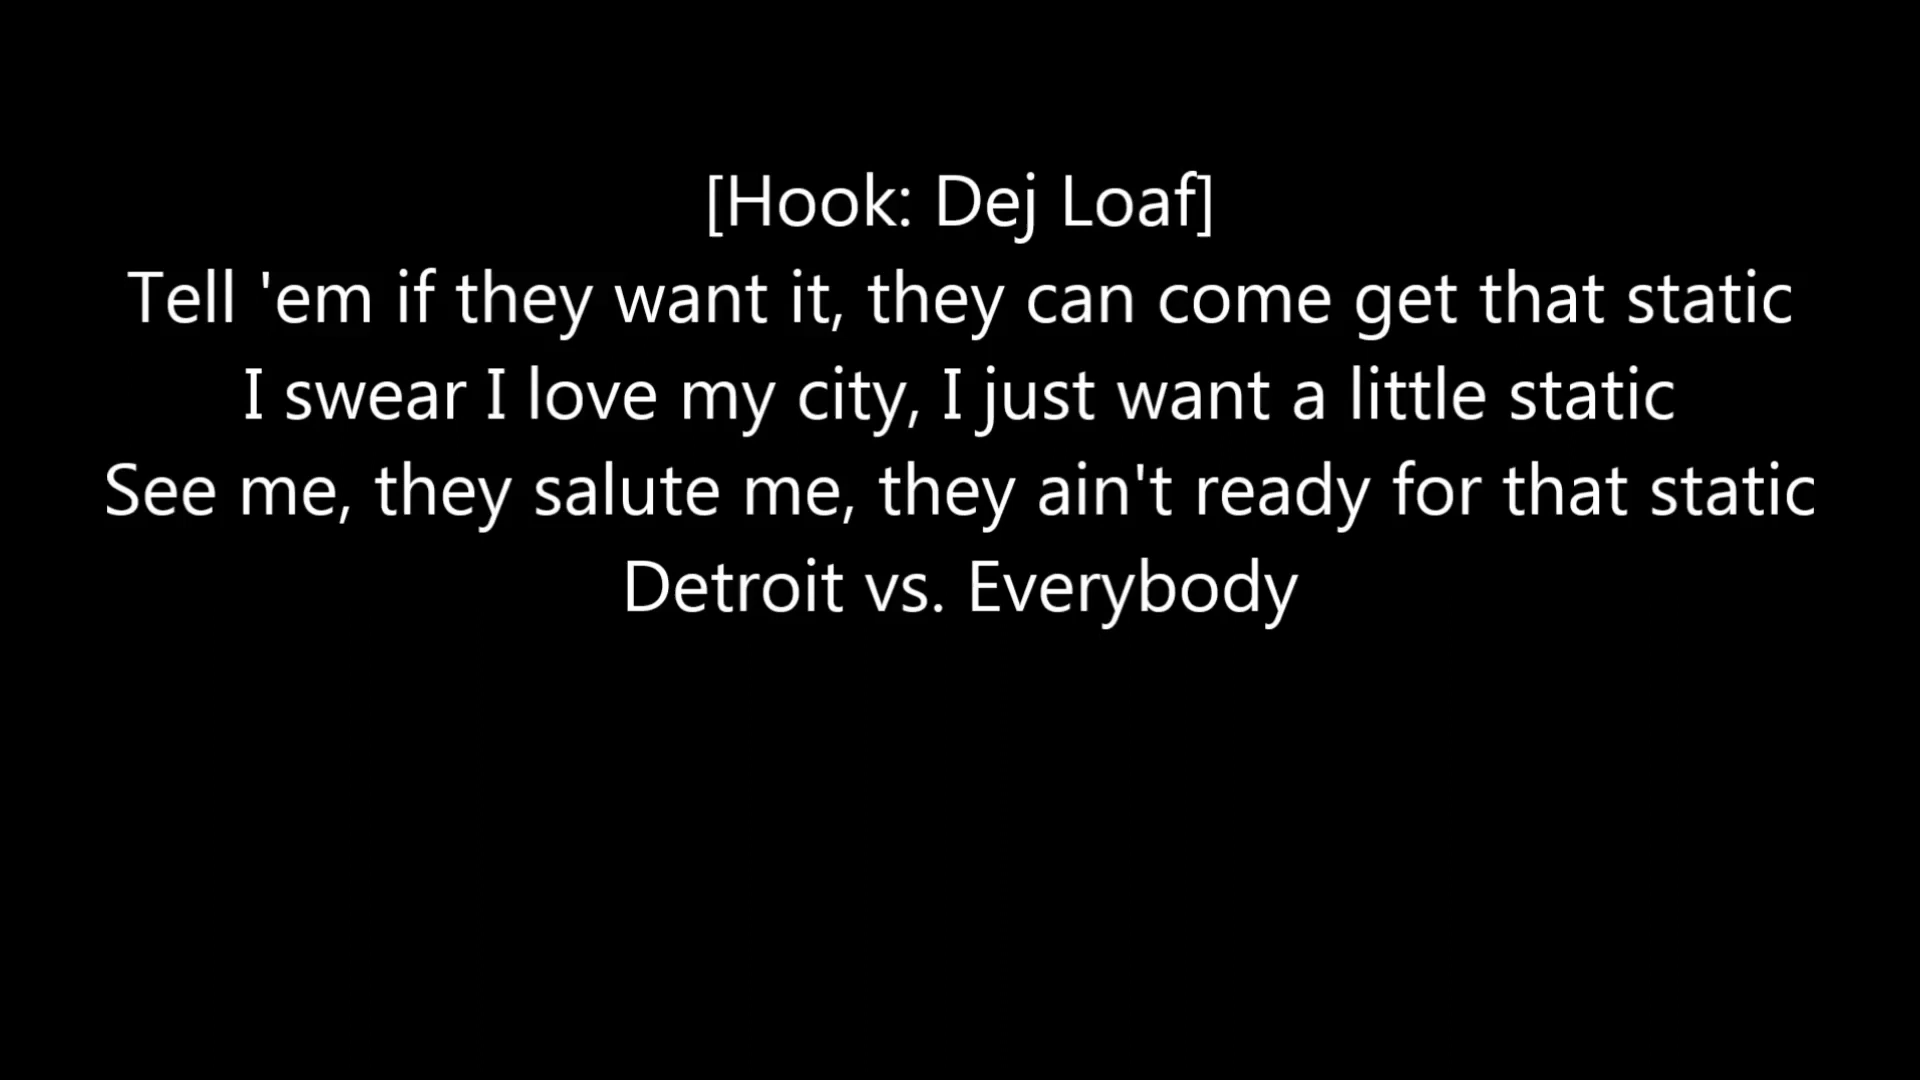 [Hook: Dej Loaf]
Tell 'em if they want it, they can come get that static
I swear I love my city, I just want a little static
See me, they salute me, they ain't ready for that static
Detroit vs. Everybody